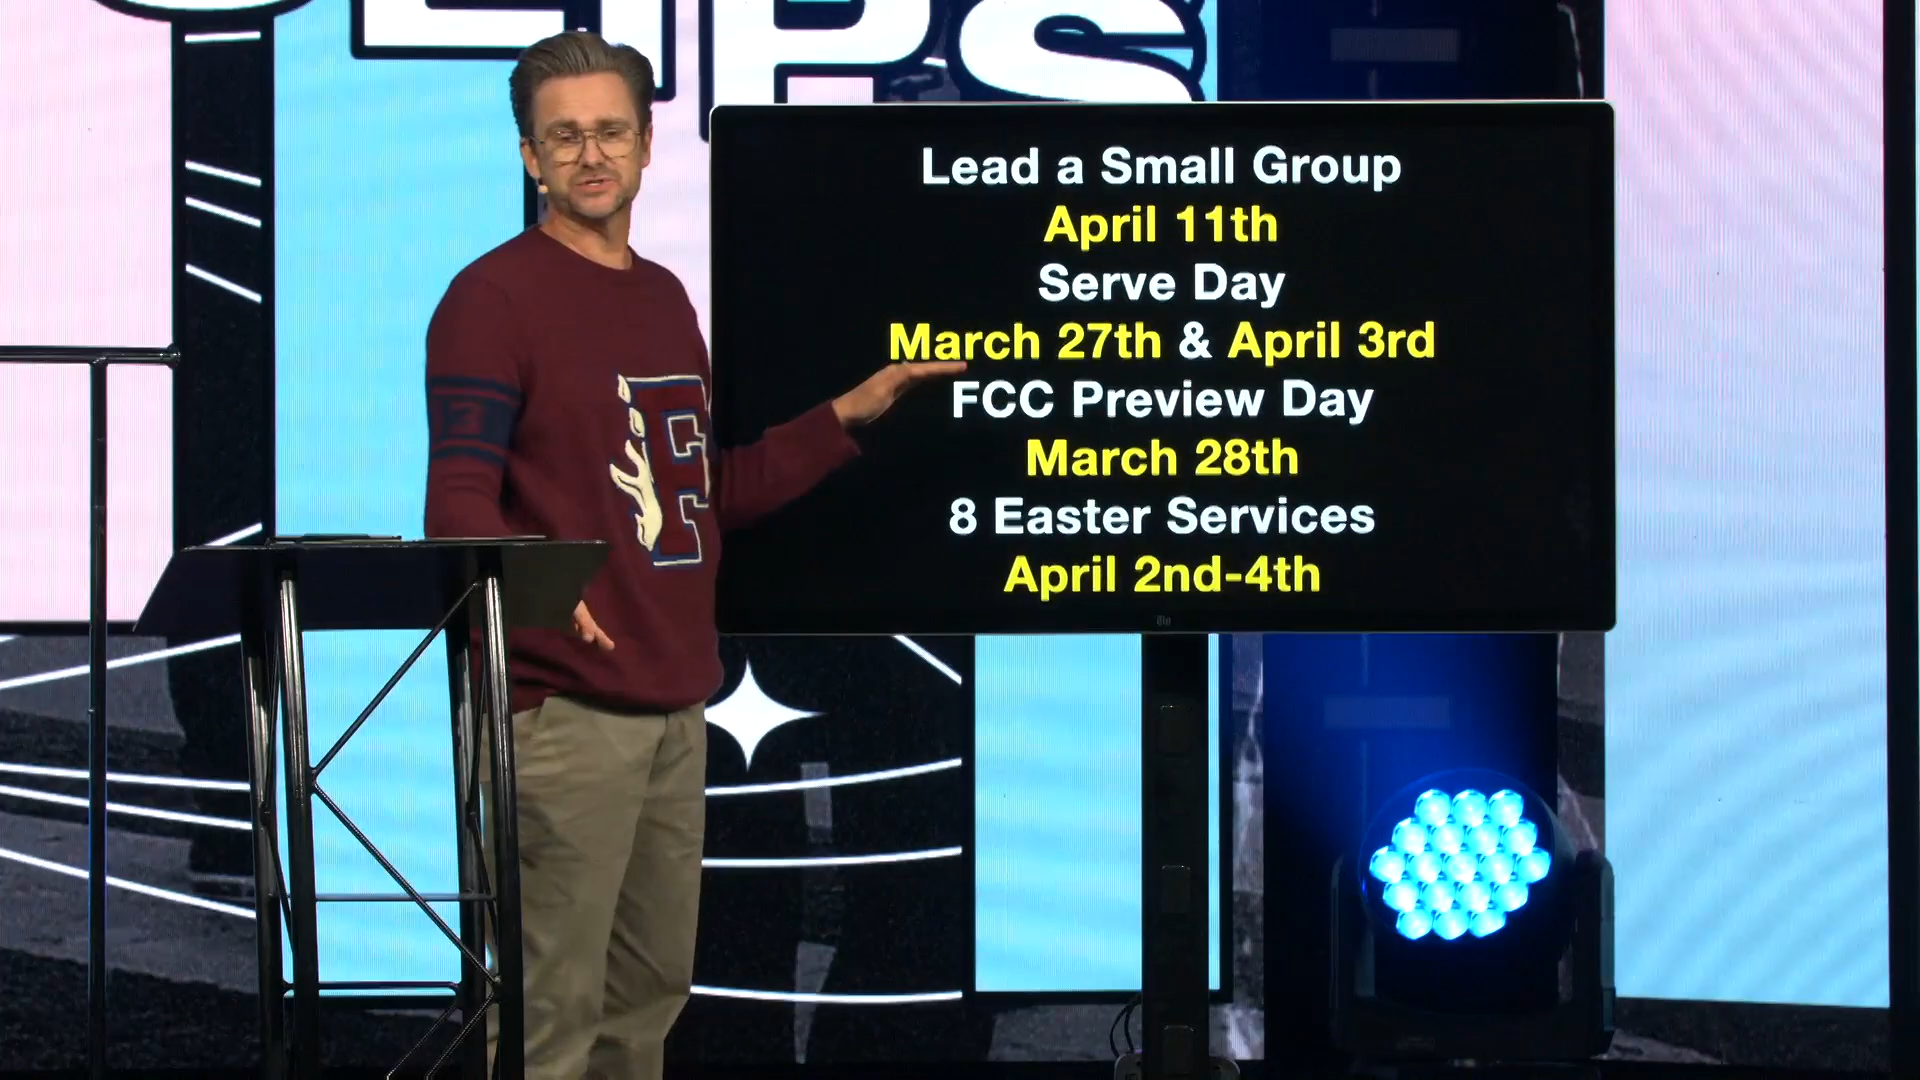 Lead a Small Group
April 11th
Serve Day
March 27th & April 3rd
FCC Preview Day
March 28th
8 Easter Services
April 2nd-4th
F